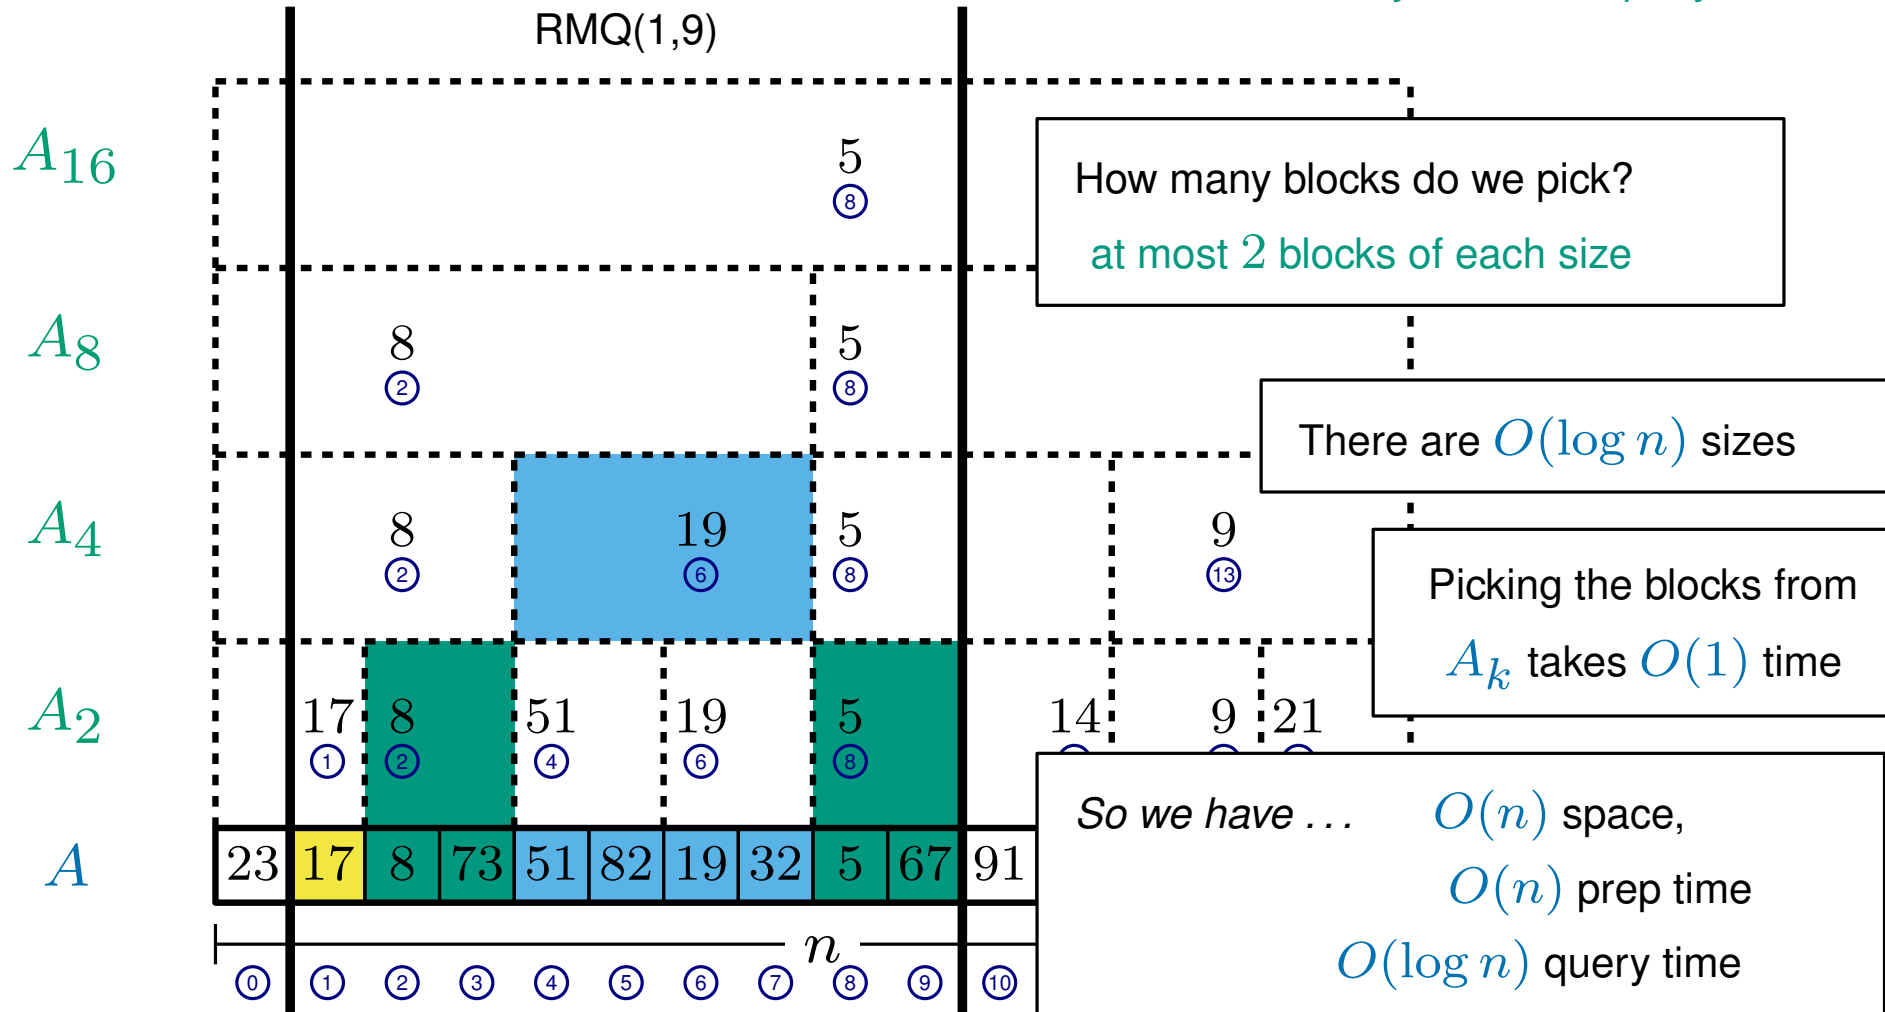 RMQ(1,9)
A16
5
8
How many blocks do we pick?
at most 2 blocks of each size
A8
8
2
5
8
There are O(log n) sizes
A4
8
2
19
6
5
8
9
13
Picking the blocks from
Ak takes O(1) time
A2
17 8 51 19 5 14 9 21
1 2 4 6 8
So we have ... O(n) space,
O(n) prep time
O(log n) query time
A
23 17 8 73 51 82 19 32 5 67 91
n
0 1 2 3 4 5 6 7 8 9 10